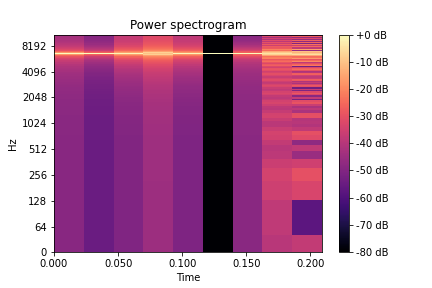 Power spectrogram
8192
4096
2048
1024
512
256
128
64
0
Hz
0.000 0.050 0.100 0.150 0.200
Time
+0 dB
-10 dB
-20 dB
-30 dB
-40 dB
-50 dB
-60 dB
-70 dB
-80 dB